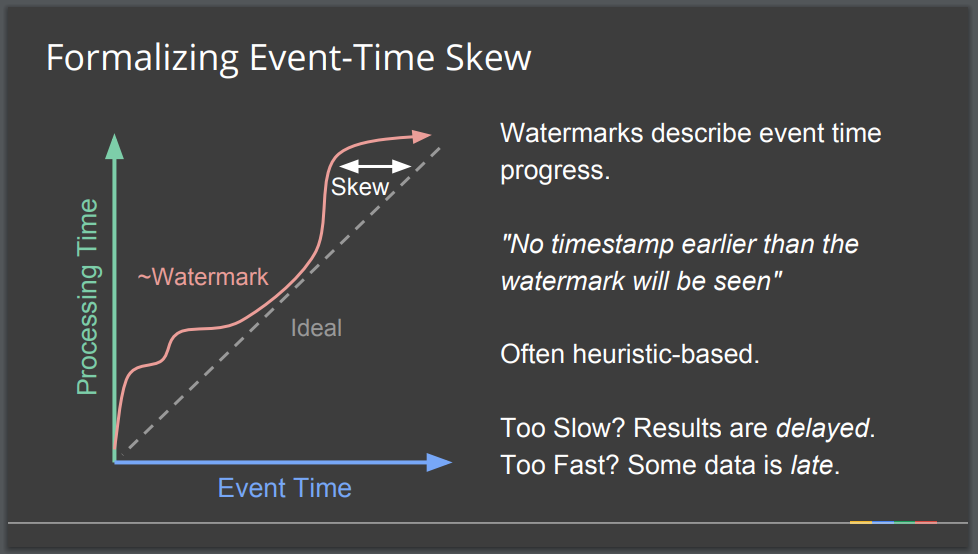 Formalizing Event-Time Skew
Processing Time
~Watermark
Skew
Ideal
Event Time
Watermarks describe event time
progress.
"No timestamp earlier than the
watermark will be seen"
Often heuristic-based.
Too Slow? Results are delayed.
Too Fast? Some data is late.